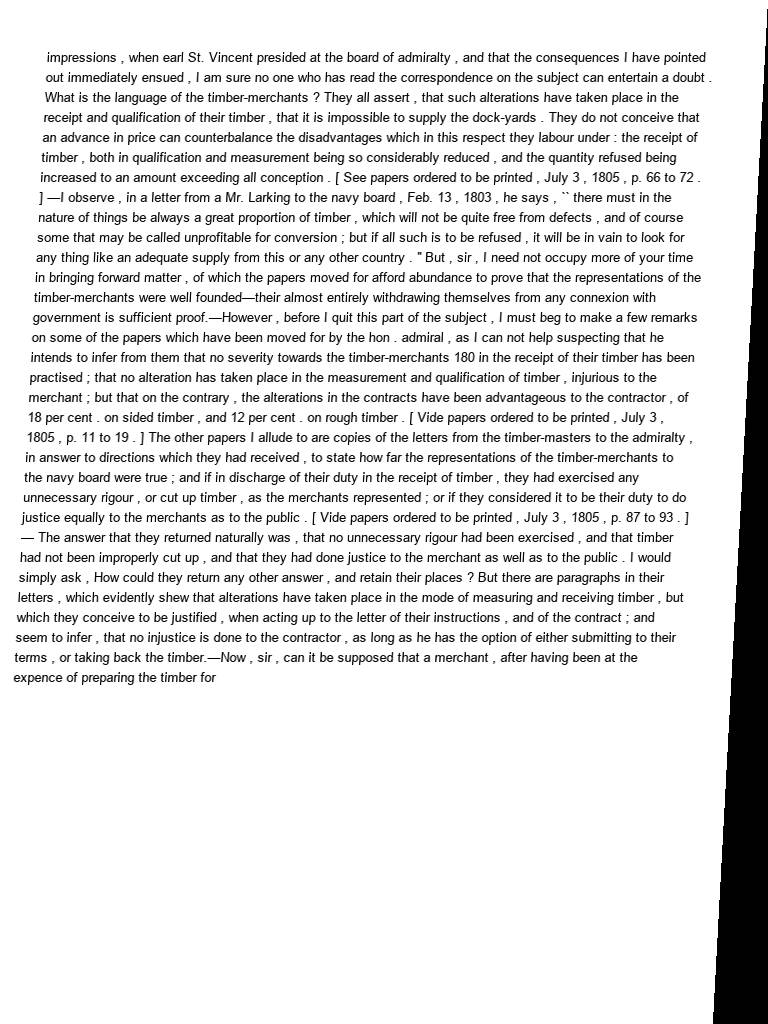 impressions , when earl St. Vincent presided at the board of admiralty , and that the consequences I have pointed
out immediately ensued , I am sure no one who has read the correspondence on the subject can entertain a doubt .
What is the language of the timber-merchants ? They all assert , that such alterations have taken place in the
receipt and qualification of their timber , that it is impossible to supply the dock-yards . They do not conceive that
an advance in price can counterbalance the disadvantages which in this respect they labour under : the receipt of
timber , both in qualification and measurement being so considerably reduced , and the quantity refused being
increased to an amount exceeding all conception . [ See papers ordered to be printed , July 3 , 1805 , p. 66 to 72 .
] —I observe , in a letter from a Mr. Larking to the navy board , Feb. 13 , 1803 , he says , `` there must in the
nature of things be always a great proportion of timber , which will not be quite free from defects , and of course
some that may be called unprofitable for conversion ; but if all such is to be refused , it will be in vain to look for
any thing like an adequate supply from this or any other country . " But , sir , I need not occupy more of your time
in bringing forward matter , of which the papers moved for afford abundance to prove that the representations of the
timber-merchants were well founded—their almost entirely withdrawing themselves from any connexion with
government is sufficient proof.—However , before I quit this part of the subject , I must beg to make a few remarks
on some of the papers which have been moved for by the hon . admiral , as I can not help suspecting that he
intends to infer from them that no severity towards the timber-merchants 180 in the receipt of their timber has been
practised ; that no alteration has taken place in the measurement and qualification of timber , injurious to the
merchant ; but that on the contrary , the alterations in the contracts have been advantageous to the contractor , of
18 per cent . on sided timber , and 12 per cent . on rough timber . [ Vide papers ordered to be printed , July 3 ,
1805 , p. 11 to 19 . ] The other papers I allude to are copies of the letters from the timber-masters to the admiralty ,
in answer to directions which they had received , to state how far the representations of the timber-merchants to
the navy board were true ; and if in discharge of their duty in the receipt of timber , they had exercised any
unnecessary rigour , or cut up timber , as the merchants represented ; or if they considered it to be their duty to do
justice equally to the merchants as to the public . [ Vide papers ordered to be printed , July 3 , 1805 , p. 87 to 93 . ]
— The answer that they returned naturally was , that no unnecessary rigour had been exercised , and that timber
had not been improperly cut up , and that they had done justice to the merchant as well as to the public . I would
simply ask , How could they return any other answer , and retain their places ? But there are paragraphs in their
letters , which evidently shew that alterations have taken place in the mode of measuring and receiving timber , but
which they conceive to be justified , when acting up to the letter of their instructions , and of the contract ; and
seem to infer , that no injustice is done to the contractor , as long as he has the option of either submitting to their
terms , or taking back the timber.—Now , sir , can it be supposed that a merchant , after having been at the
expence of preparing the timber for